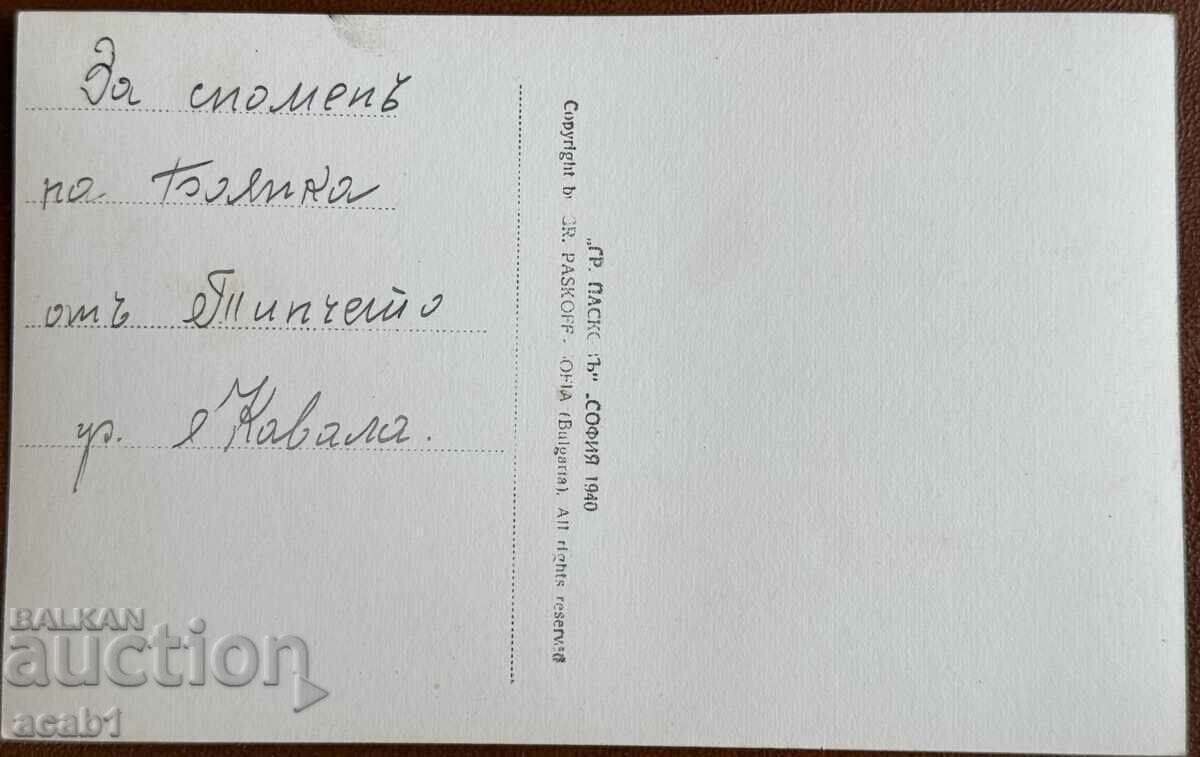 За споменъ
на Боянка
отъ Тинчето
гр. Кавала.
„ГР. ПАСКОВЪ" - СОФИЯ 1940
Copyright by GR. PASKOFF - SOFIA (Bulgaria). All rights reserved
BALKAN
auction
acab1